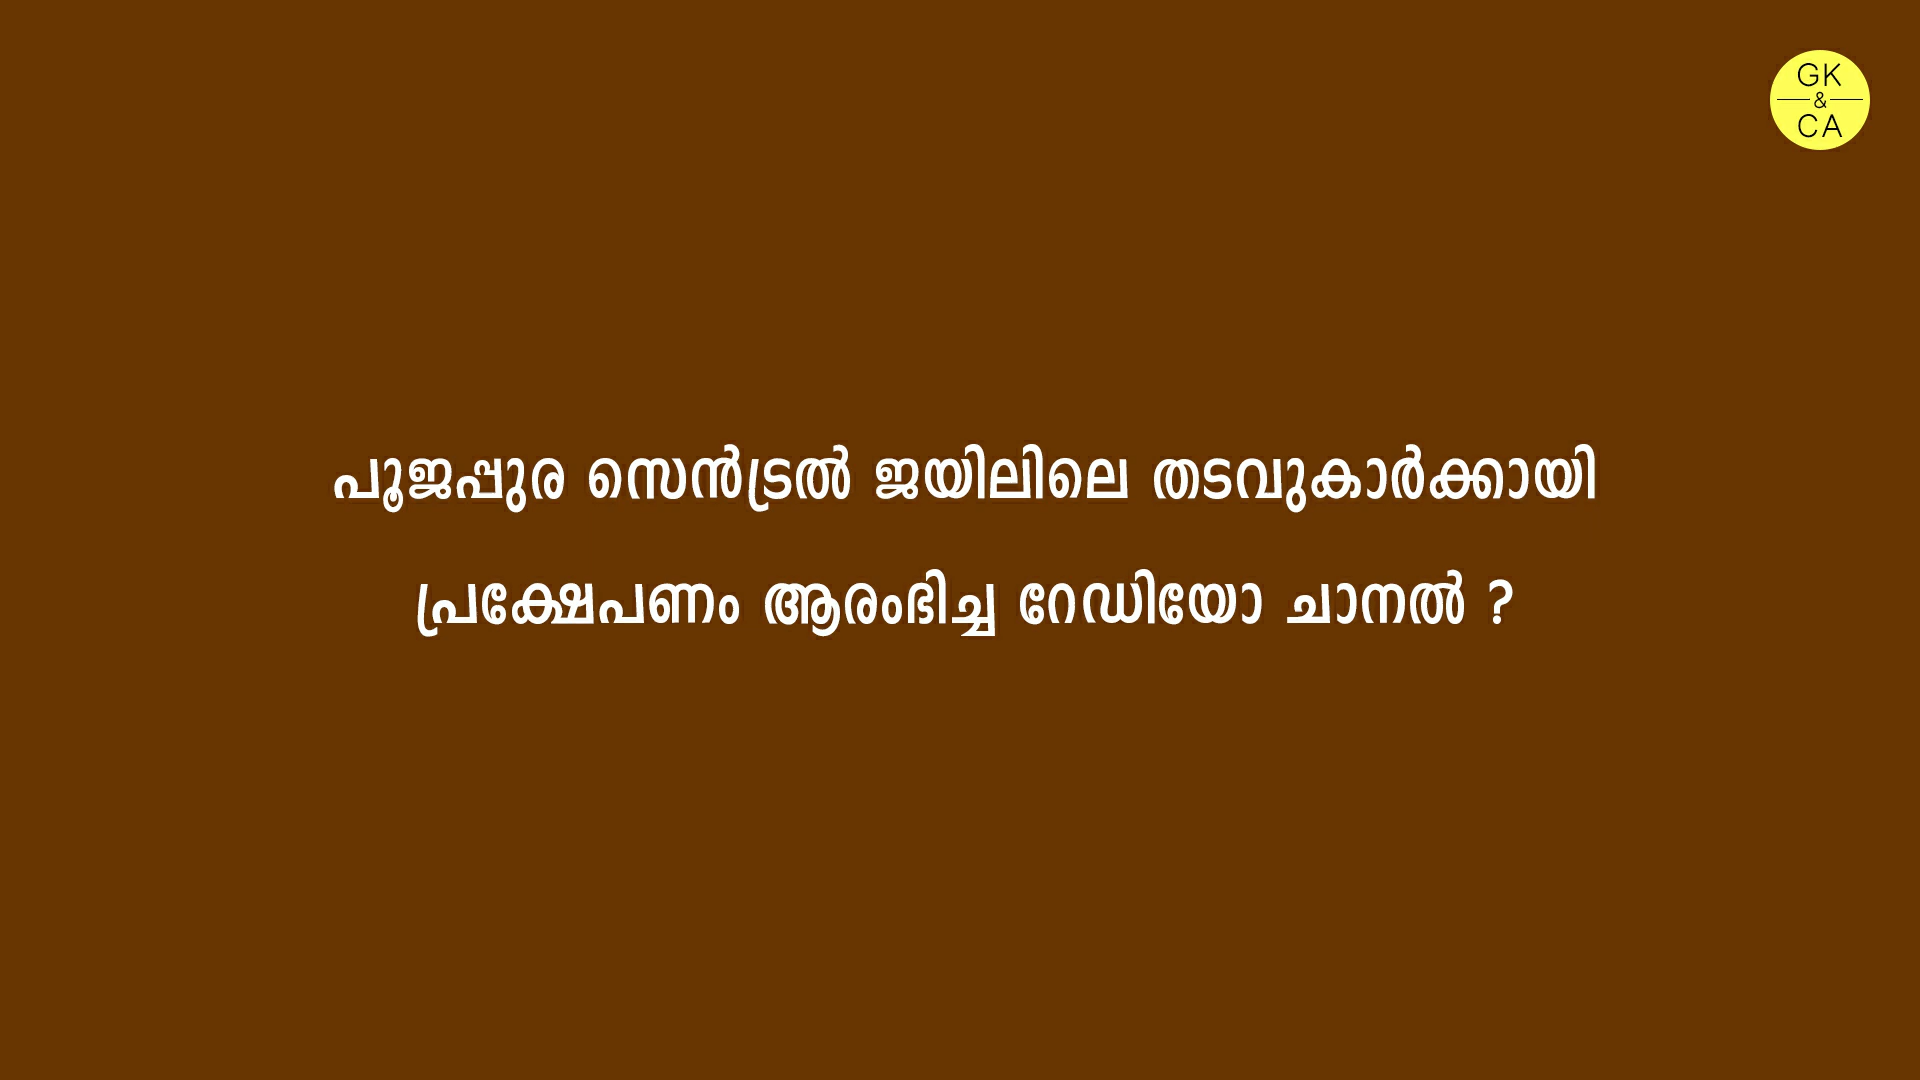 GK
&
CA
പൂജപ്പുര സെൻട്രൽ ജയിലിലെ തടവുകാർക്കായി
പ്രക്ഷേപണം ആരംഭിച്ച റേഡിയോ ചാനൽ ?